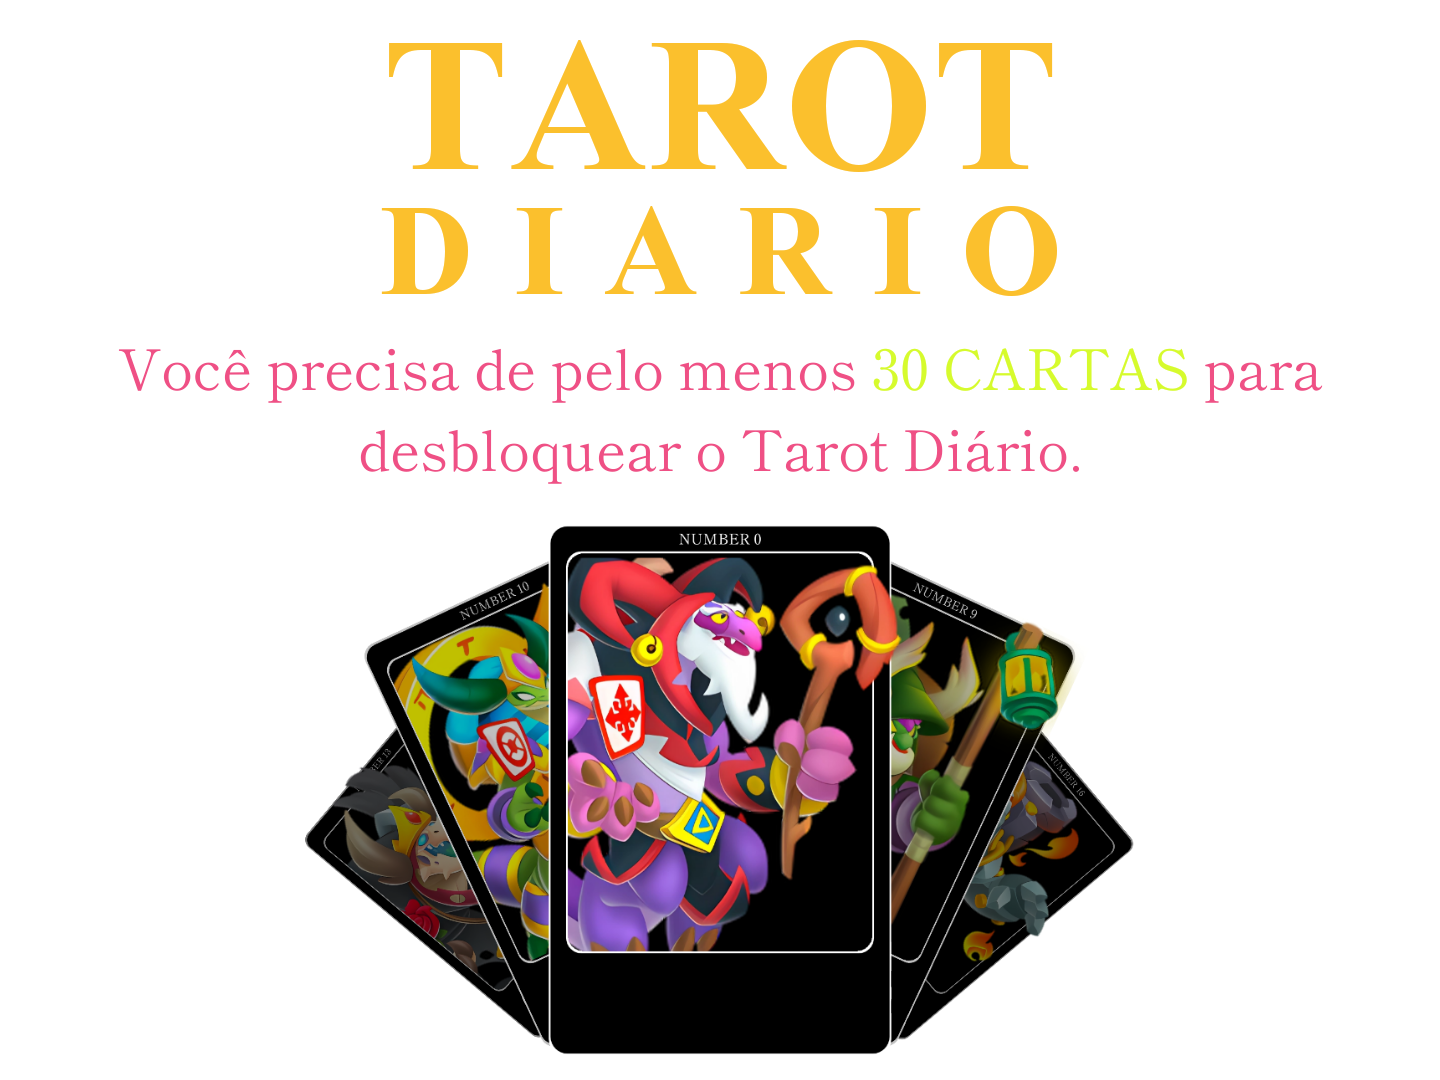 TAROT
DIARIO
Você precisa de pelo menos 30 CARTAS para
desbloquear o Tarot Diário.
NUMBER 0
NUMBER 10
NUMBER 9
13
NUMBER 16